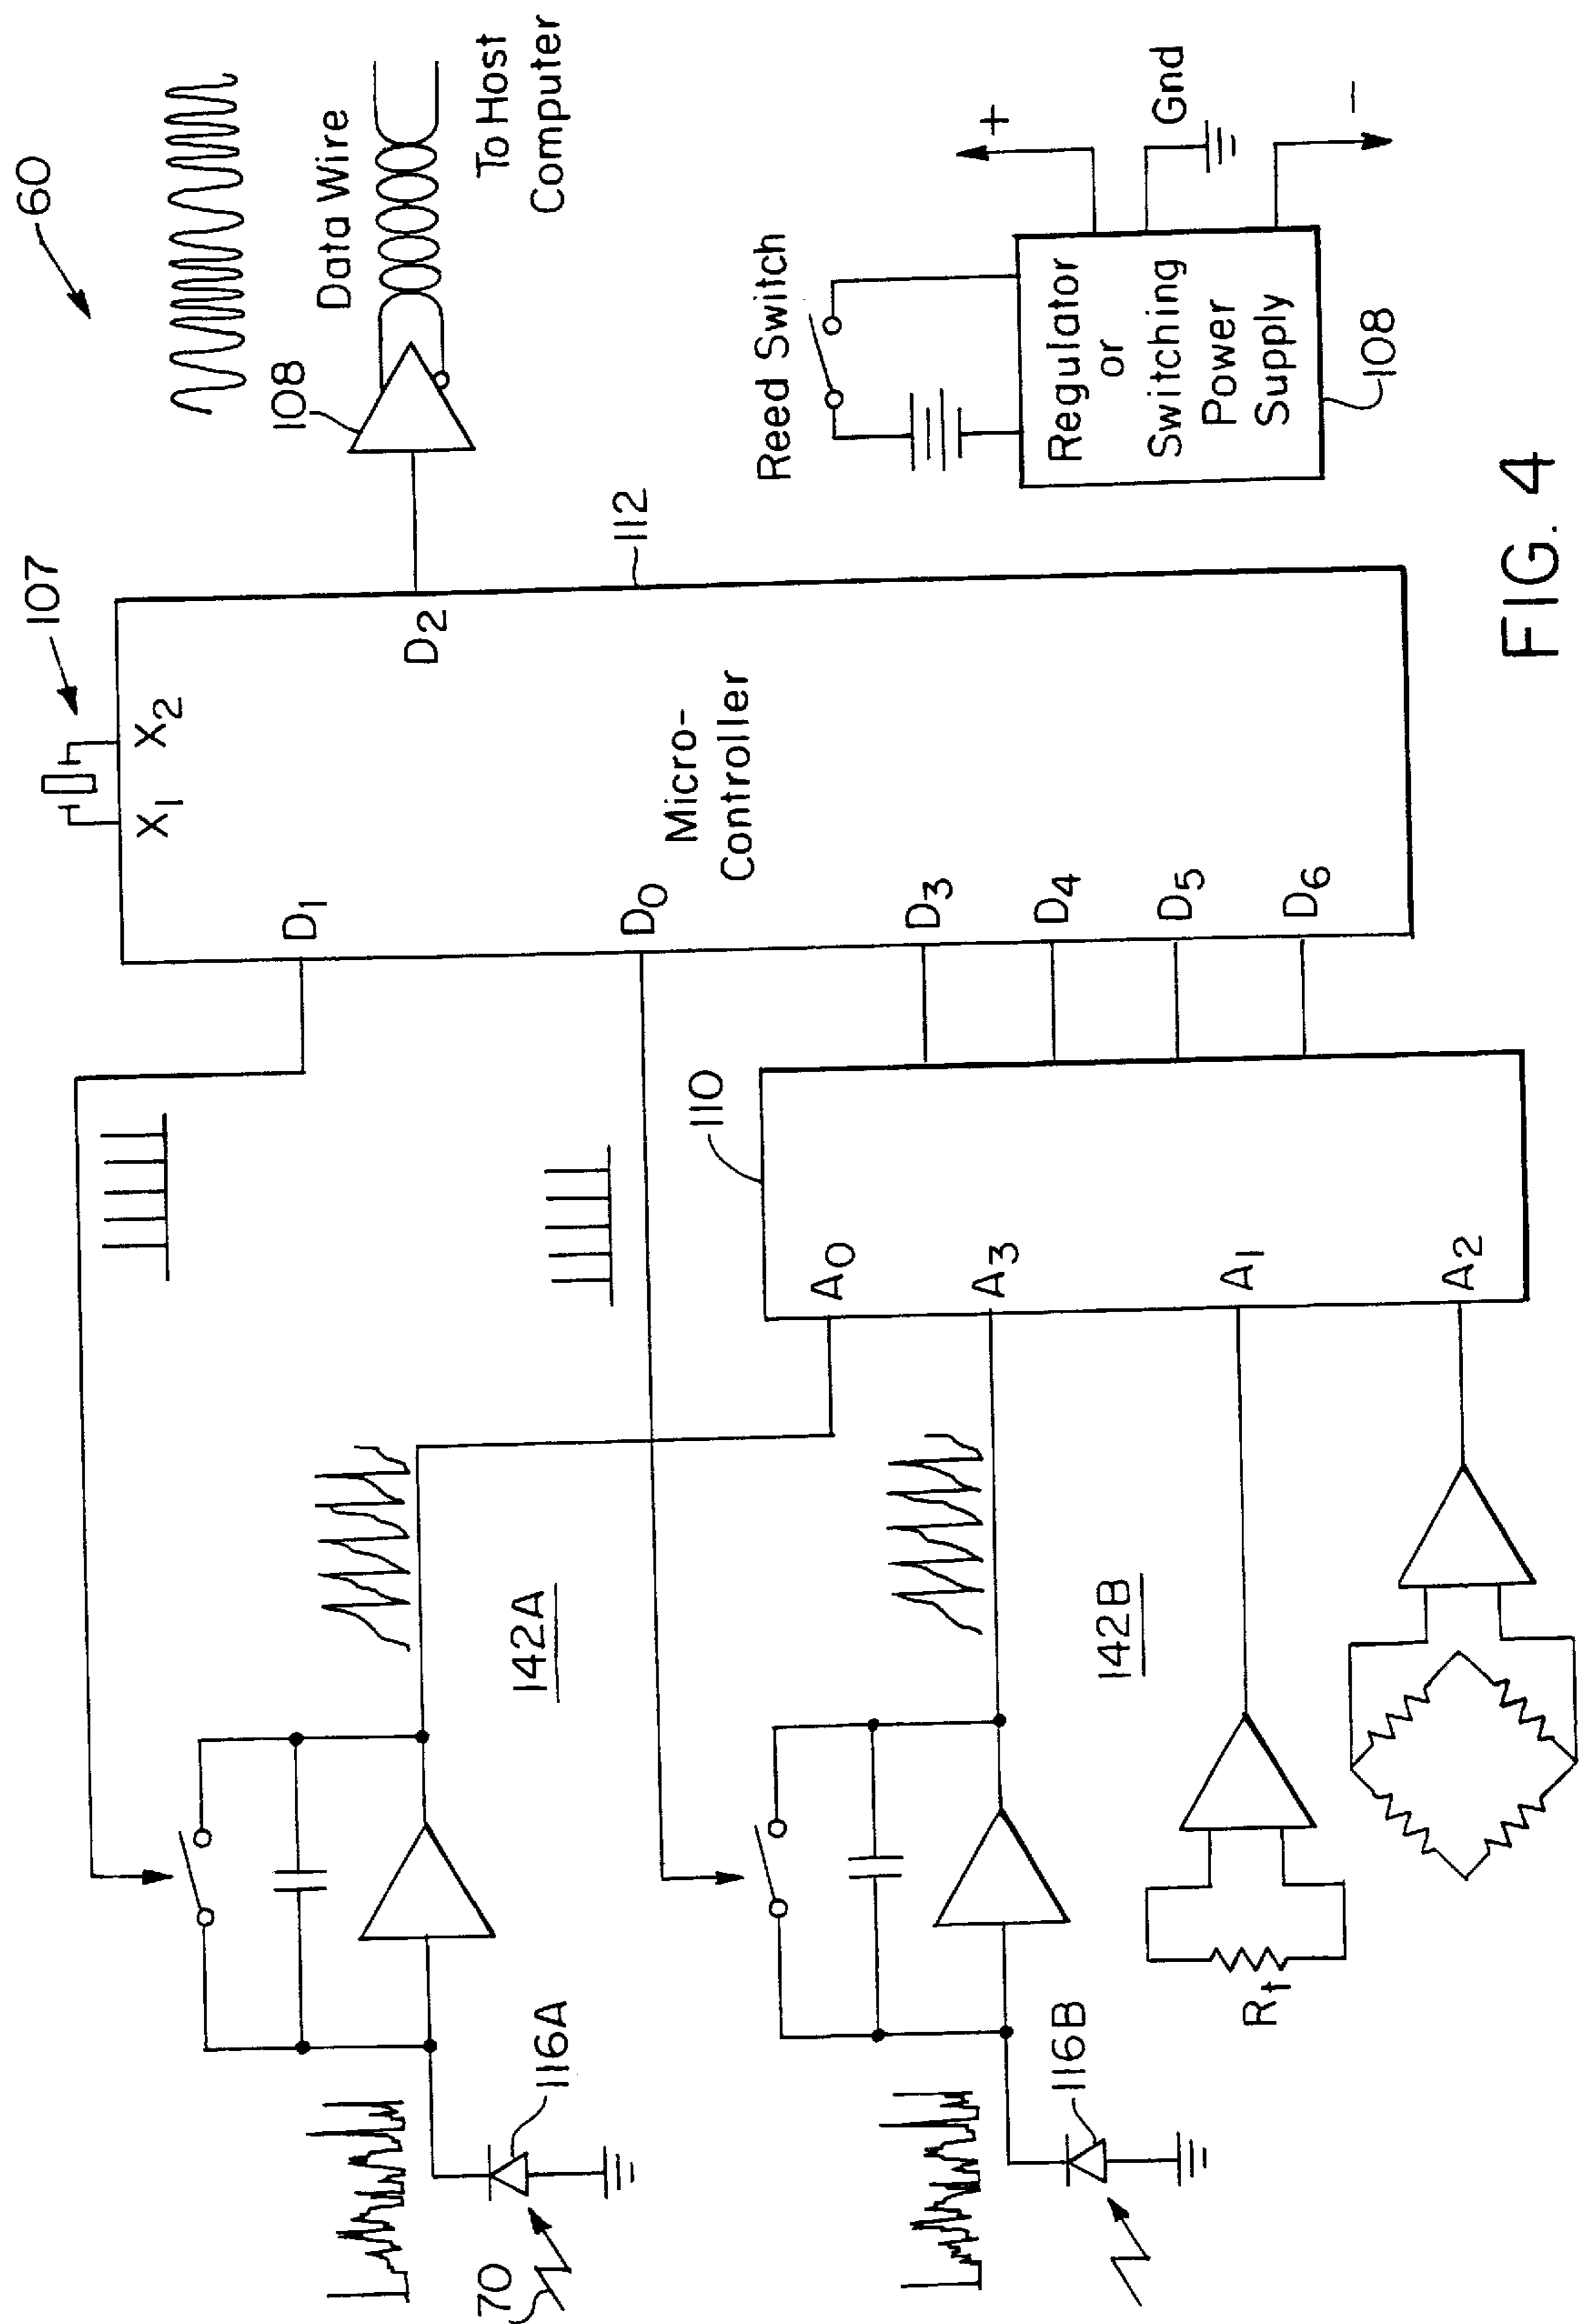 60
107
X1
X2
D1
D2
108
Data Wire
To Host
Computer
D0
Micro-
Controller
112
D3
D4
D5
D6
110
A0
A3
A1
A2
142A
142B
116A
70
116B
Rt
Reed Switch
+
Gnd
−
Regulator
or
Switching
Power
Supply
108
FIG. 4